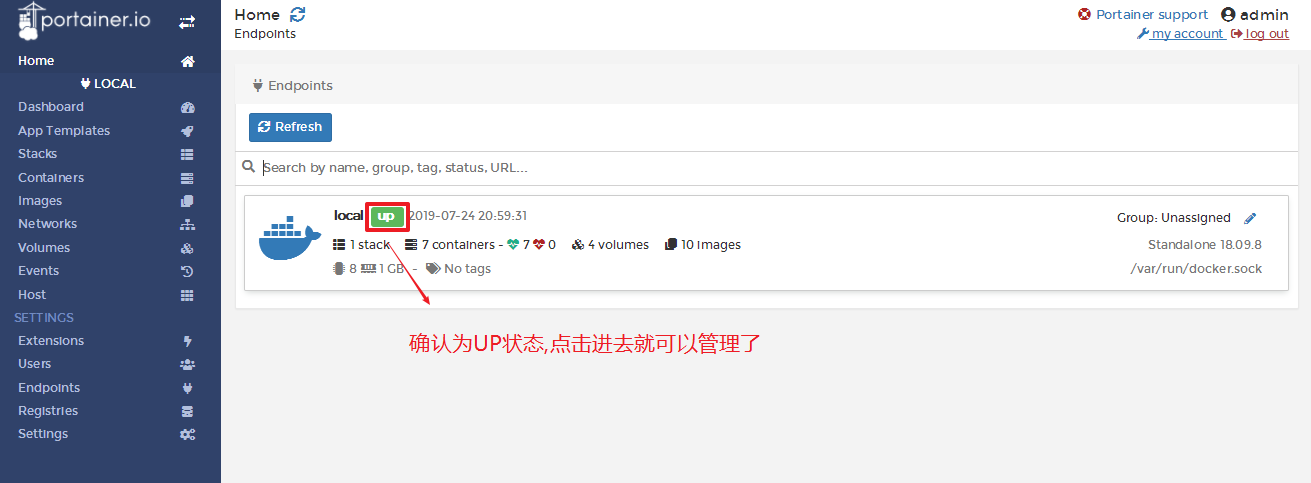 portainer.io
Home
LOCAL
Dashboard
App Templates
Stacks
Containers
Images
Networks
Volumes
Events
Host
SETTINGS
Extensions
Users
Endpoints
Registries
Settings
Home
Endpoints
Portainer support admin
my account log out
Endpoints
Refresh
Search by name, group, tag, status, URL...
local up 2019-07-24 20:59:31
Group: Unassigned
1 stack 7 containers - 7 0 4 volumes 10 images
Standalone 18.09.8
8 1 GB - No tags
/var/run/docker.sock
确认为UP状态,点击进去就可以管理了